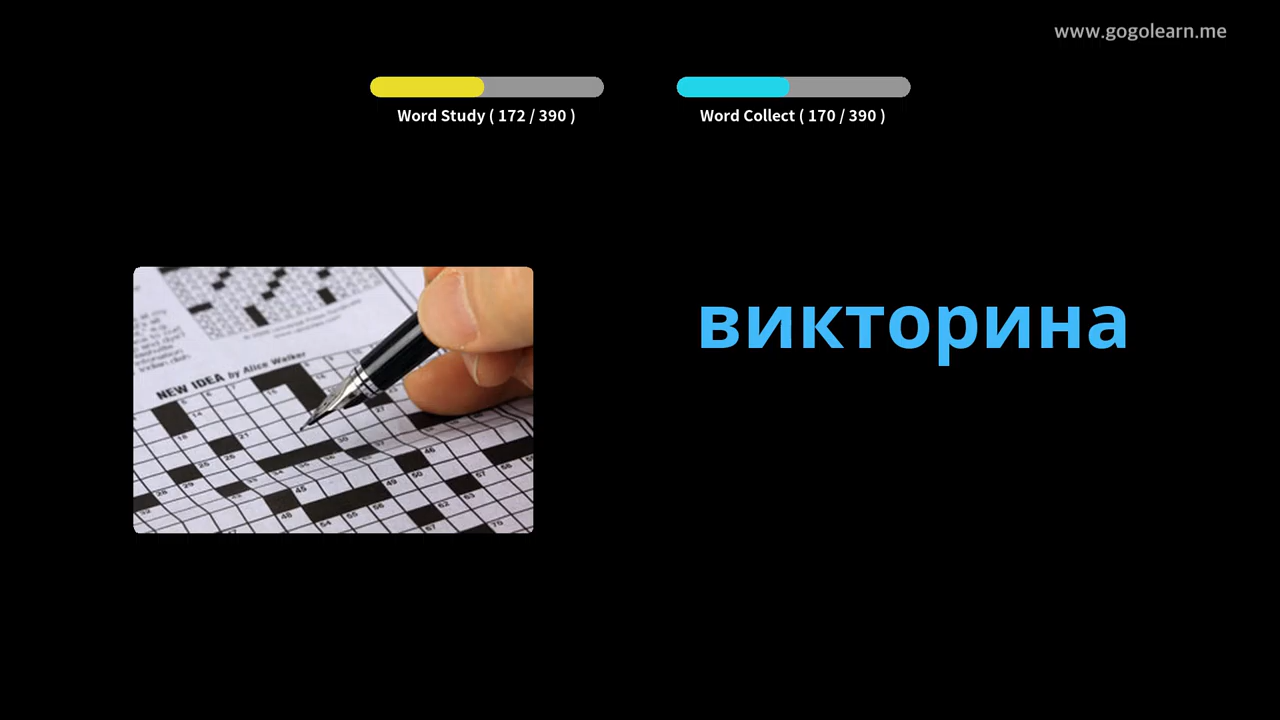 www.gogolearn.me
Word Study ( 172 / 390 )
Word Collect ( 170 / 390 )
викторина
NEW IDEA by Alice Walker